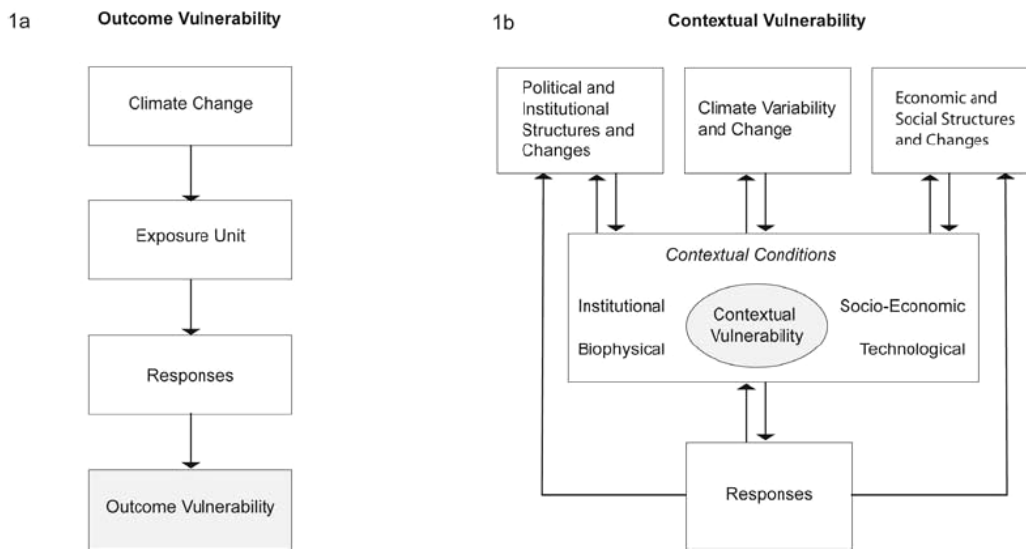 1a
Outcome Vulnerability
Climate Change
Exposure Unit
Responses
Outcome Vulnerability
1b
Contextual Vulnerability
Political and
Institutional
Structures and
Changes
Climate Variability
and Change
Economic and
Social Structures
and Changes
Contextual Conditions
Institutional
Biophysical
Contextual
Vulnerability
Socio-Economic
Technological
Responses